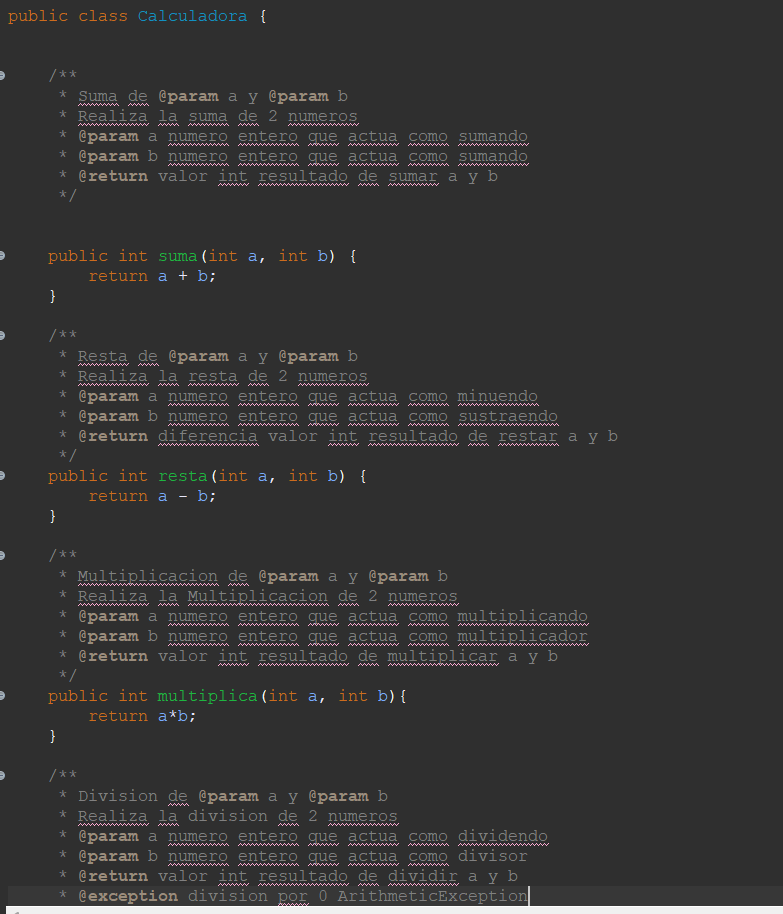 public class Calculadora {
/**
* Suma de @param a y @param b
* Realiza la suma de 2 numeros
* @param a numero entero que actua como sumando
* @param b numero entero que actua como sumando
* @return valor int resultado de sumar a y b
*/
public int suma(int a, int b) {
return a + b;
}
/**
* Resta de @param a y @param b
* Realiza la resta de 2 numeros
* @param a numero entero que actua como minuendo
* @param b numero entero que actua como sustraendo
* @return diferencia valor int resultado de restar a y b
*/
public int resta(int a, int b) {
return a - b;
}
/**
* Multiplicacion de @param a y @param b
* Realiza la Multiplicacion de 2 numeros
* @param a numero entero que actua como multiplicando
* @param b numero entero que actua como multiplicador
* @return valor int resultado de multiplicar a y b
*/
public int multiplica(int a, int b){
return a*b;
}
/**
* Division de @param a y @param b
* Realiza la division de 2 numeros
* @param a numero entero que actua como dividendo
* @param b numero entero que actua como divisor
* @return valor int resultado de dividir a y b
* @exception division por 0 ArithmeticException